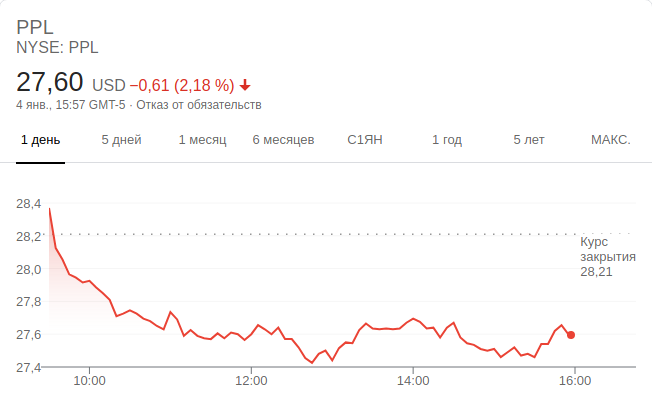 PPL
NYSE: PPL
27,60 USD −0,61 (2,18 %)
4 янв., 15:57 GMT-5 · Отказ от обязательств
1 день 5 дней 1 месяц 6 месяцев С1ЯН 1 год 5 лет МАКС.
28,4
28,2
Курс
закрытия
28,21
28,0
27,8
27,6
27,4
10:00 12:00 14:00 16:00